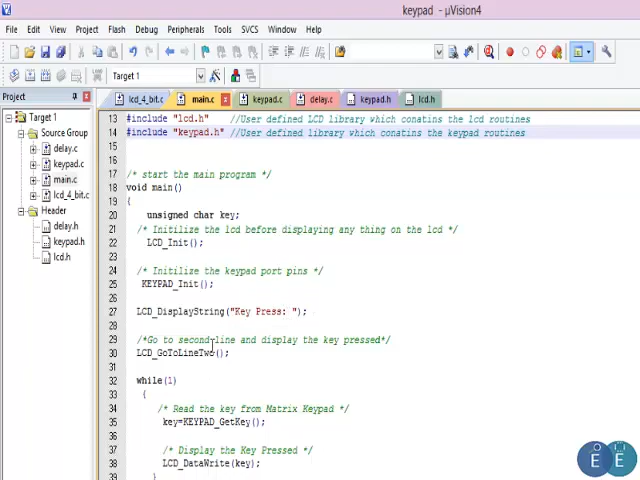 keypad - µVision4
File Edit View Project Flash Debug Peripherals Tools SVCS Window Help
Target 1
Project
lcd_4_bit.c main.c keypad.c delay.c keypad.h lcd.h
Target 1
Source Group
delay.c
keypad.c
main.c
lcd_4_bit.c
Header
delay.h
keypad.h
lcd.h
13 #include "lcd.h" //User defined LCD library which conatins the lcd routines
14 #include "keypad.h" //User defined library which conatins the keypad routines
15
16
17 /* start the main program */
18 void main()
19 {
20 unsigned char key;
21 /* Initilize the lcd before displaying any thing on the lcd */
22 LCD_Init();
23
24 /* Initilize the keypad port pins */
25 KEYPAD_Init();
26
27 LCD_DisplayString("Key Press: ");
28
29 /*Go to second line and display the key pressed*/
30 LCD_GoToLineTwo();
31
32 while(1)
33 {
34 /* Read the key from Matrix Keypad */
35 key=KEYPAD_GetKey();
36
37 /* Display the Key Pressed */
38 LCD_DataWrite(key);
39 }
E E